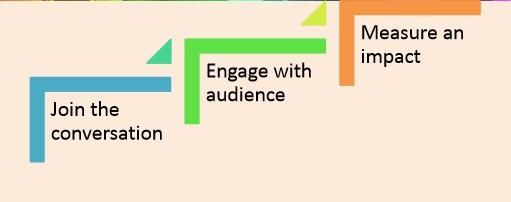 Join the
conversation
Engage with
audience
Measure an
impact